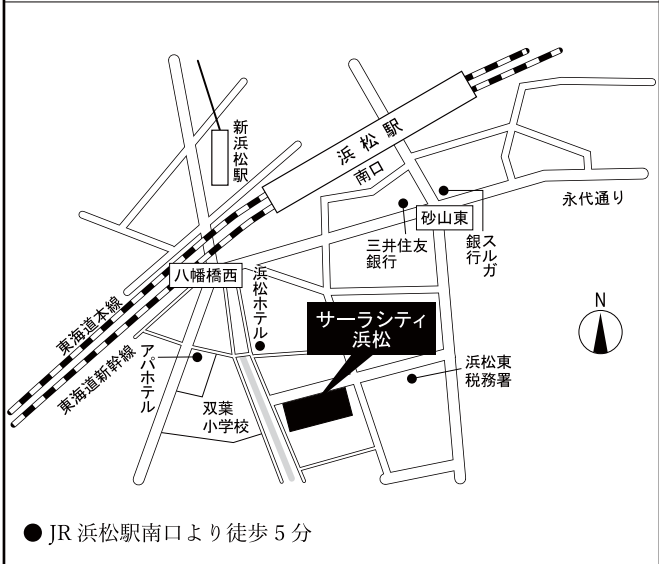 新浜松駅
浜松駅
南口
永代通り
砂山東
三井住友
銀行
スルガ
銀行
八幡橋西
浜松ホテル
サーラシティ
浜松
N
東海道本線
東海道新幹線
アパホテル
浜松東
税務署
双葉
小学校
● JR 浜松駅南口より徒歩 5 分